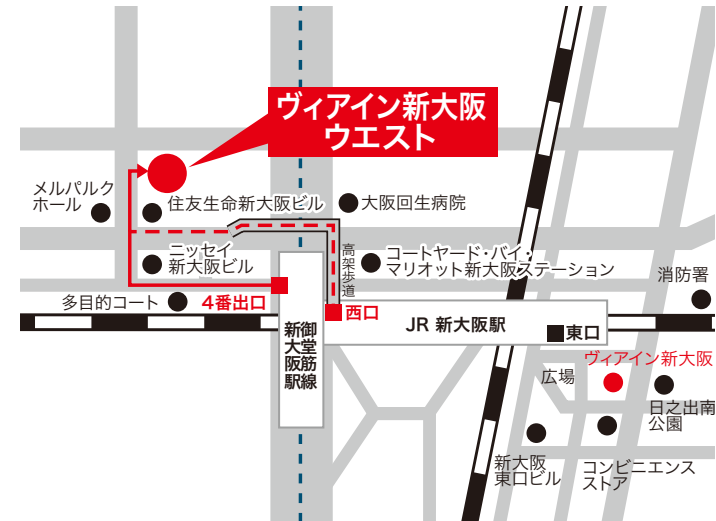 ヴィアイン新大阪
ウエスト
メルパルク
ホール
住友生命新大阪ビル
大阪回生病院
ニッセイ
新大阪ビル
高架歩道
コートヤード・バイ・
マリオット新大阪ステーション
消防署
多目的コート
4番出口
西口
御堂筋線
新大阪駅
JR 新大阪駅
東口
ヴィアイン新大阪
広場
日之出南
公園
新大阪
東口ビル
コンビニエンス
ストア